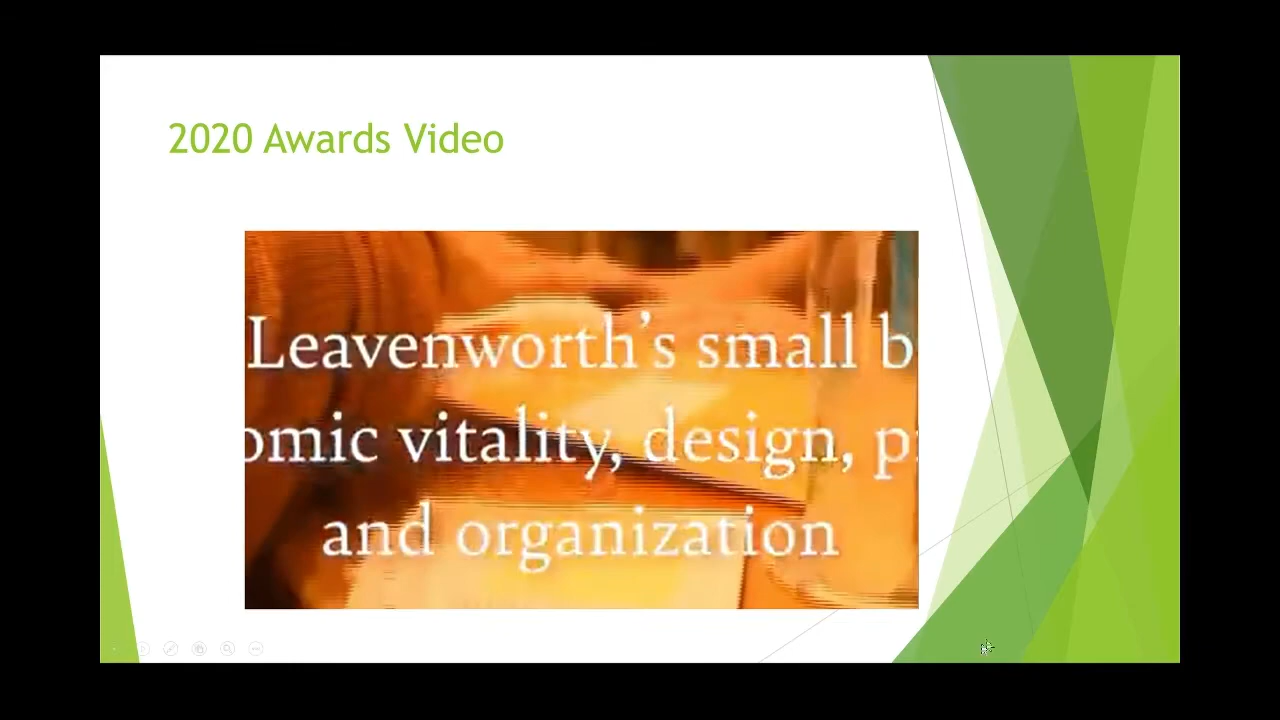 2020 Awards Video
Leavenworth's small b
omic vitality, design, p
and organization